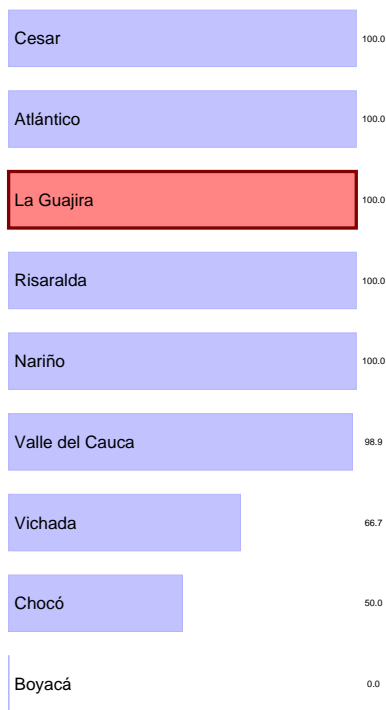 Cesar 100.0
Atlántico 100.0
La Guajira 100.0
Risaralda 100.0
Nariño 100.0
Valle del Cauca 98.9
Vichada 66.7
Chocó 50.0
Boyacá 0.0